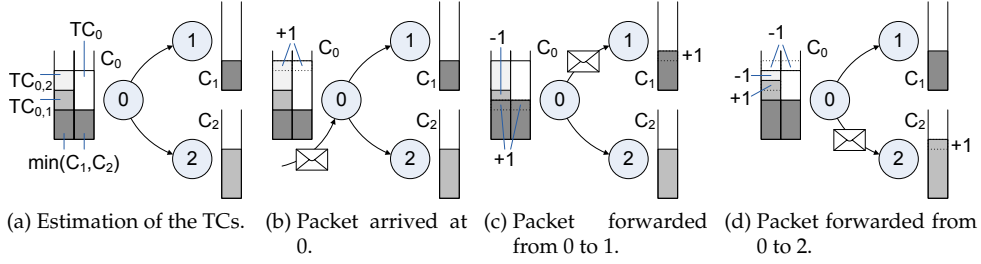 TC0
C0
TC0,2
TC0,1
0
1
2
C1
C2
min(C1,C2)
(a) Estimation of the TCs.
+1
C0
0
1
2
C1
C2
(b) Packet arrived at
0.
-1
C0
+1
0
1
2
+1
C1
C2
(c) Packet forwarded
from 0 to 1.
-1
C0
-1
+1
0
1
2
C1
C2
+1
(d) Packet forwarded from
0 to 2.